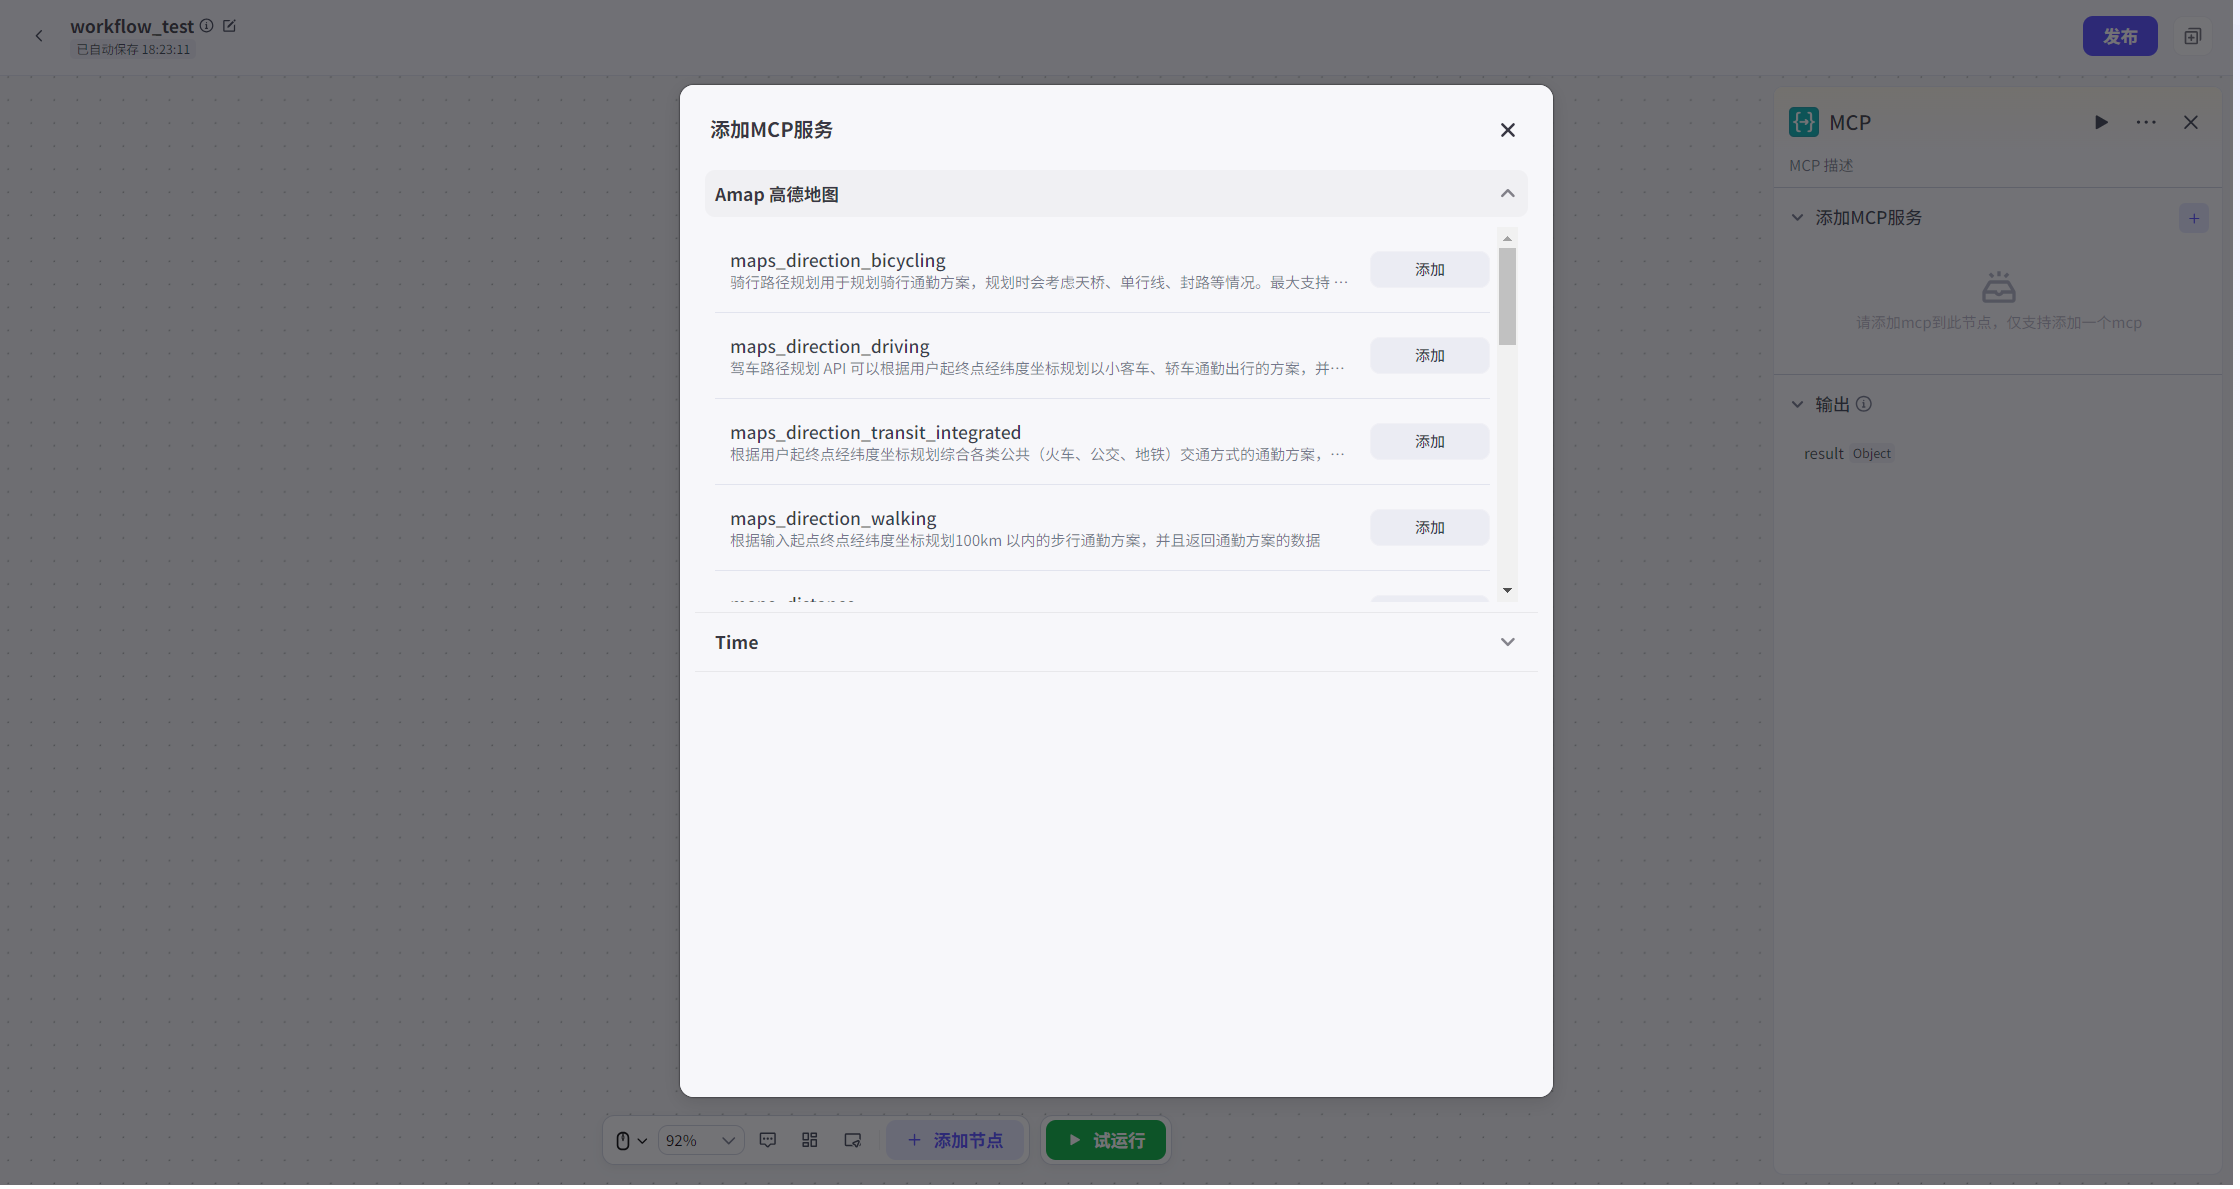 workflow_test
已自动保存 18:23:11
发布
添加MCP服务
Amap 高德地图
maps_direction_bicycling
骑行路径规划用于规划骑行通勤方案，规划时会考虑天桥、单行线、封路等情况。最大支持 …
添加
maps_direction_driving
驾车路径规划 API 可以根据用户起终点经纬度坐标规划以小客车、轿车通勤出行的方案，并…
添加
maps_direction_transit_integrated
根据用户起终点经纬度坐标规划综合各类公共（火车、公交、地铁）交通方式的通勤方案，…
添加
maps_direction_walking
根据输入起点终点经纬度坐标规划100km 以内的步行通勤方案，并且返回通勤方案的数据
添加
Time
MCP
MCP 描述
添加MCP服务
请添加mcp到此节点，仅支持添加一个mcp
输出
result Object
92%
添加节点
试运行